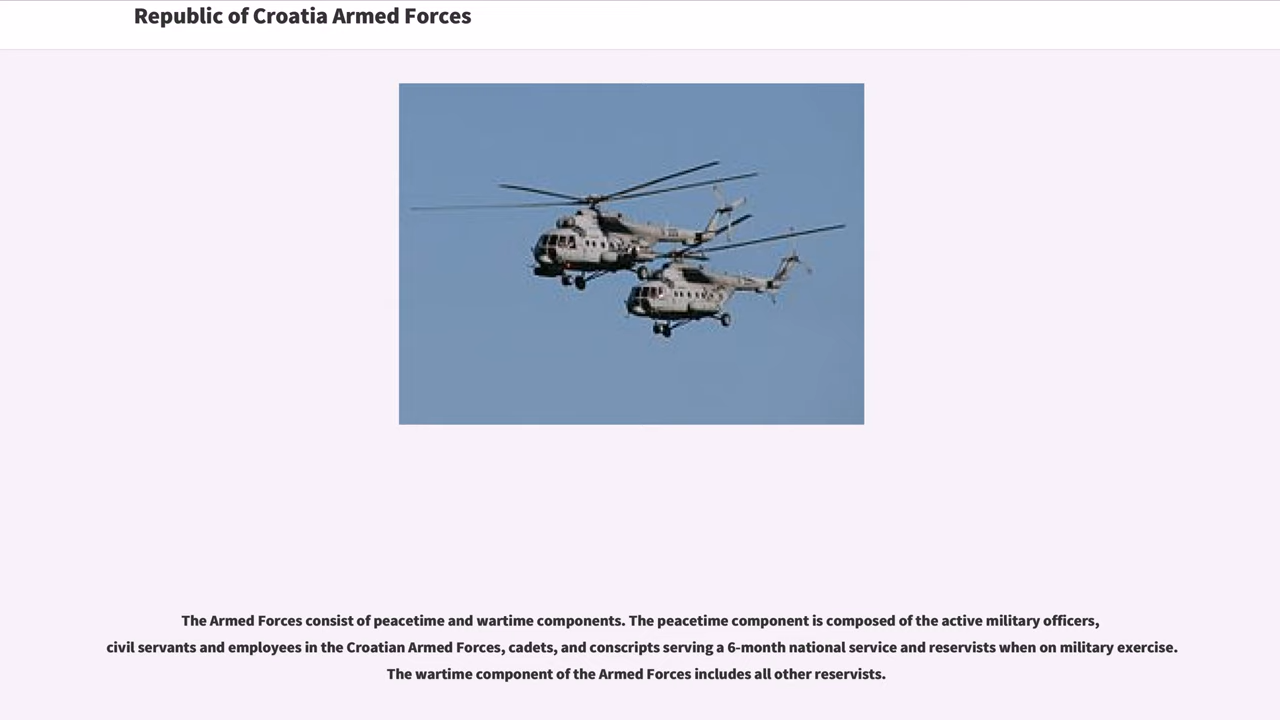 Republic of Croatia Armed Forces
The Armed Forces consist of peacetime and wartime components. The peacetime component is composed of the active military officers,
civil servants and employees in the Croatian Armed Forces, cadets, and conscripts serving a 6-month national service and reservists when on military exercise.
The wartime component of the Armed Forces includes all other reservists.